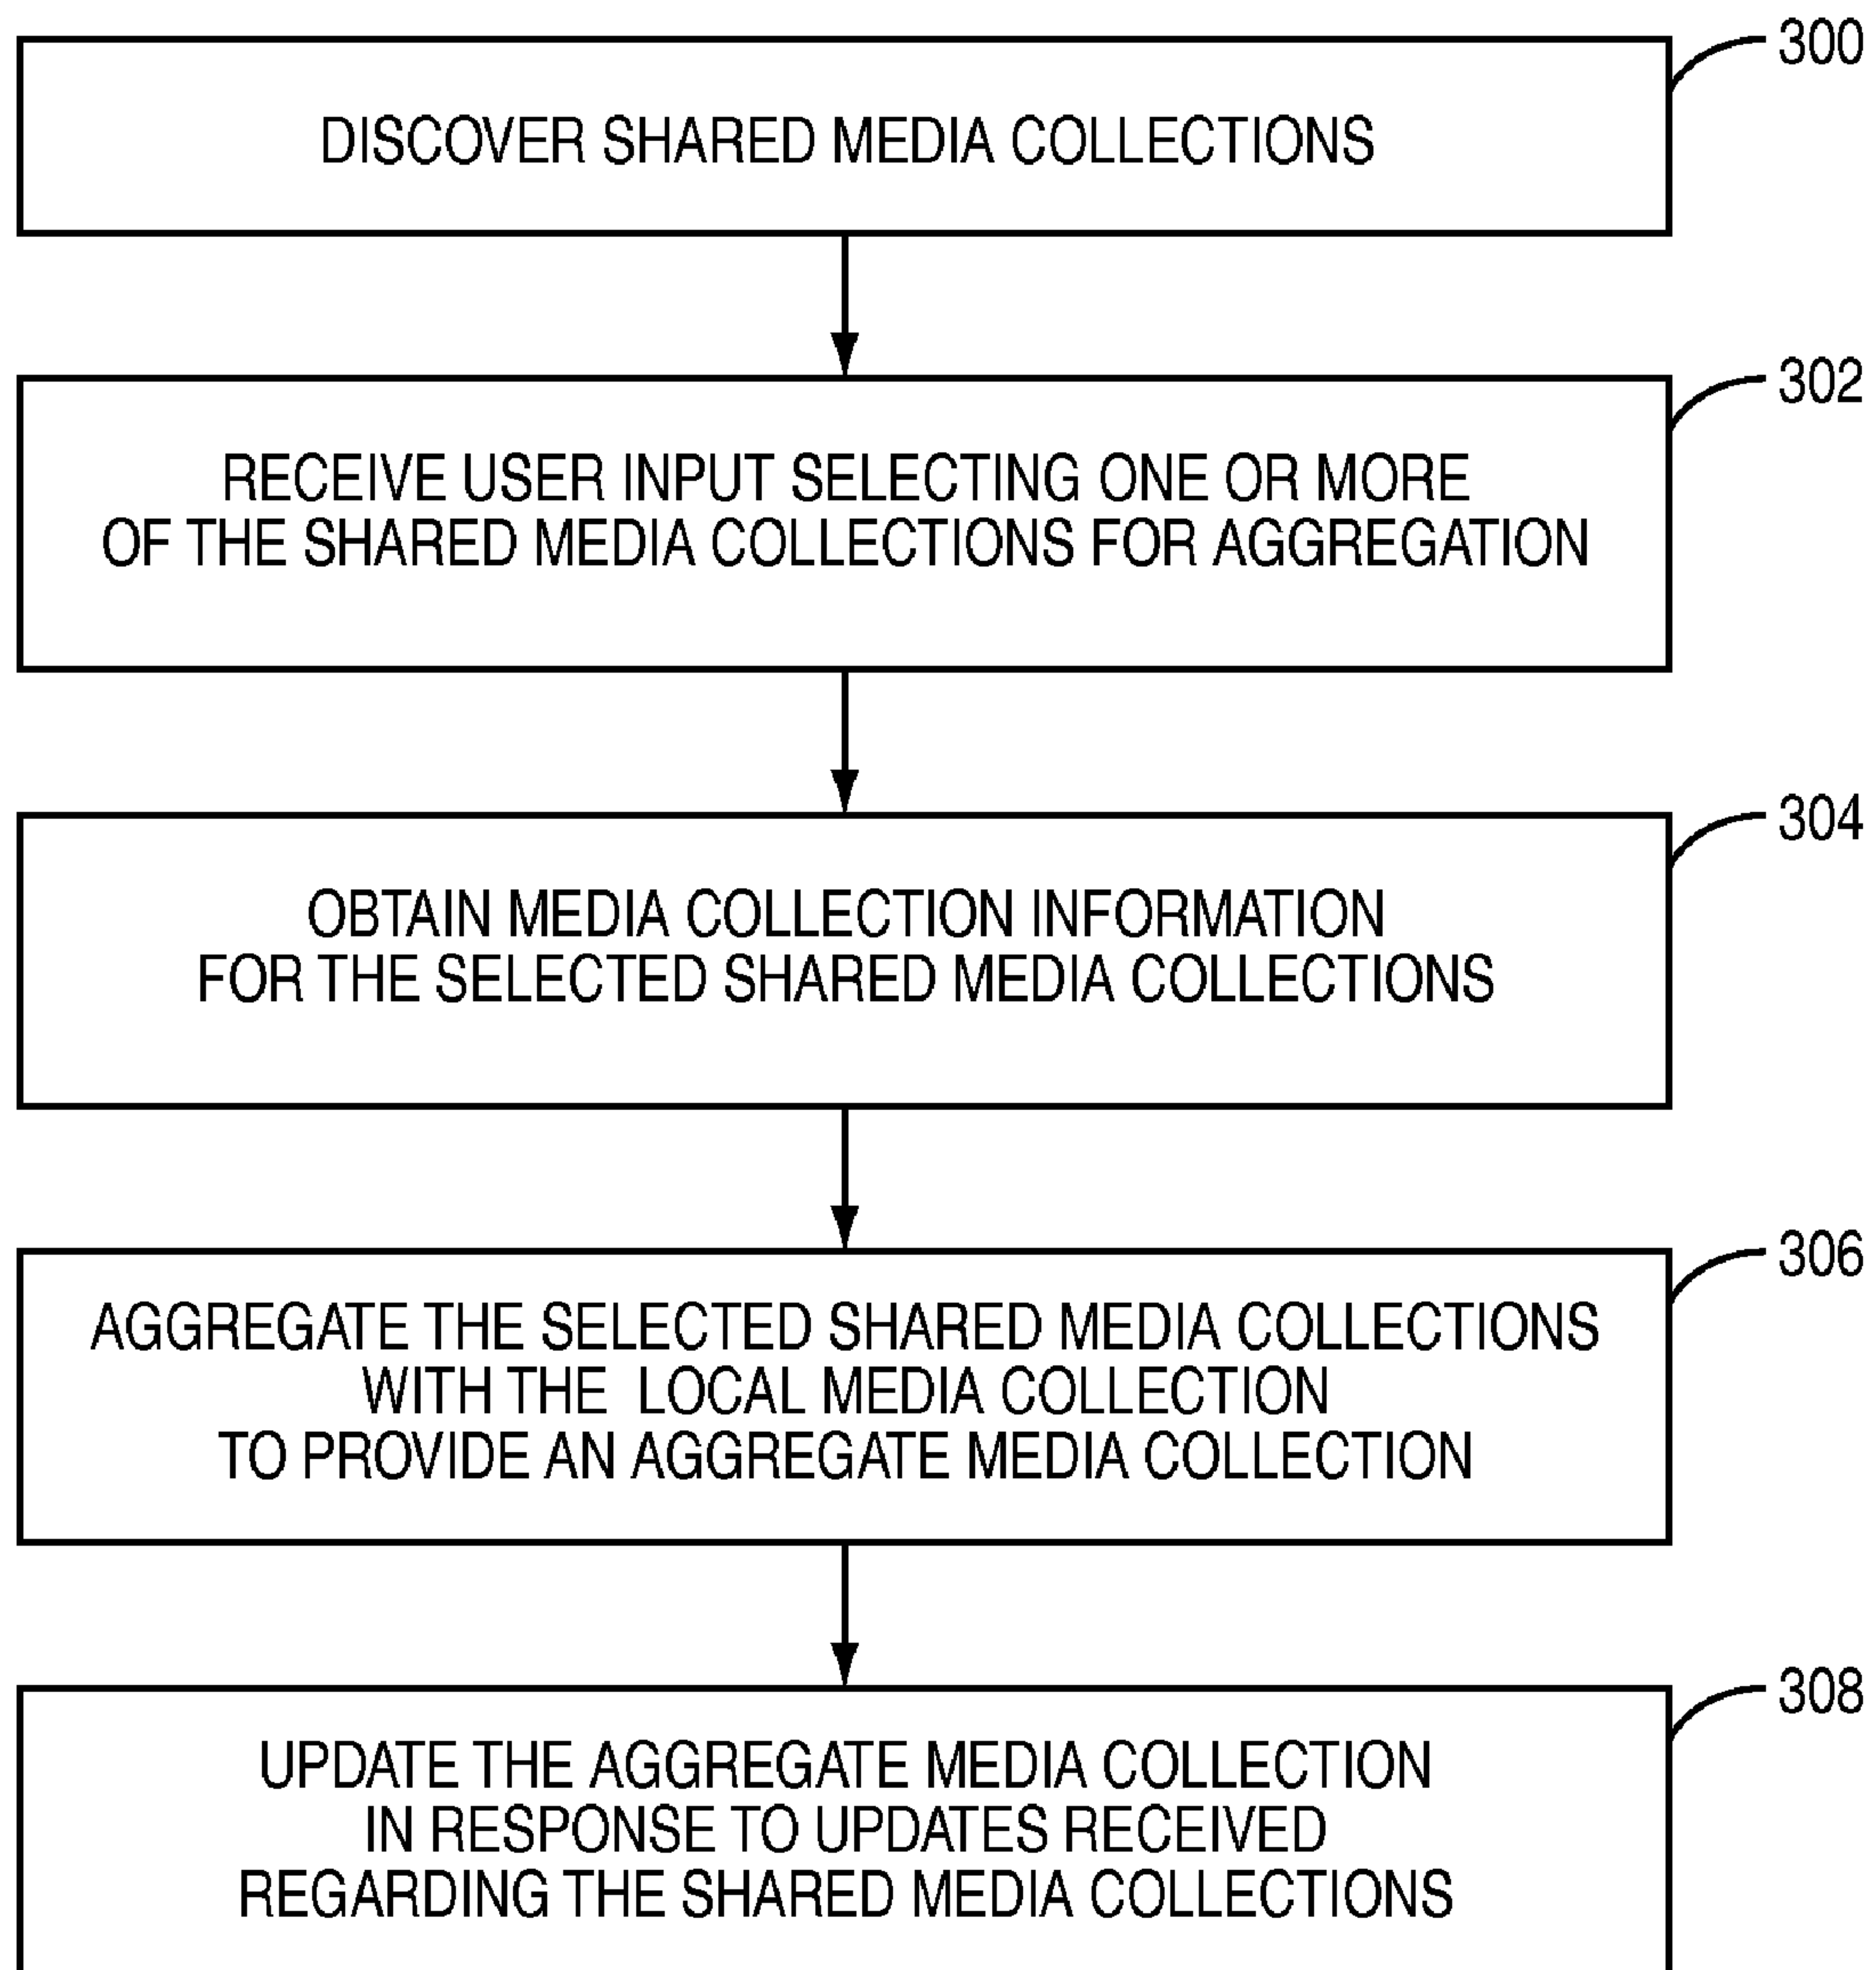 300
DISCOVER SHARED MEDIA COLLECTIONS
302
RECEIVE USER INPUT SELECTING ONE OR MORE
OF THE SHARED MEDIA COLLECTIONS FOR AGGREGATION
304
OBTAIN MEDIA COLLECTION INFORMATION
FOR THE SELECTED SHARED MEDIA COLLECTIONS
306
AGGREGATE THE SELECTED SHARED MEDIA COLLECTIONS
WITH THE LOCAL MEDIA COLLECTION
TO PROVIDE AN AGGREGATE MEDIA COLLECTION
308
UPDATE THE AGGREGATE MEDIA COLLECTION
IN RESPONSE TO UPDATES RECEIVED
REGARDING THE SHARED MEDIA COLLECTIONS